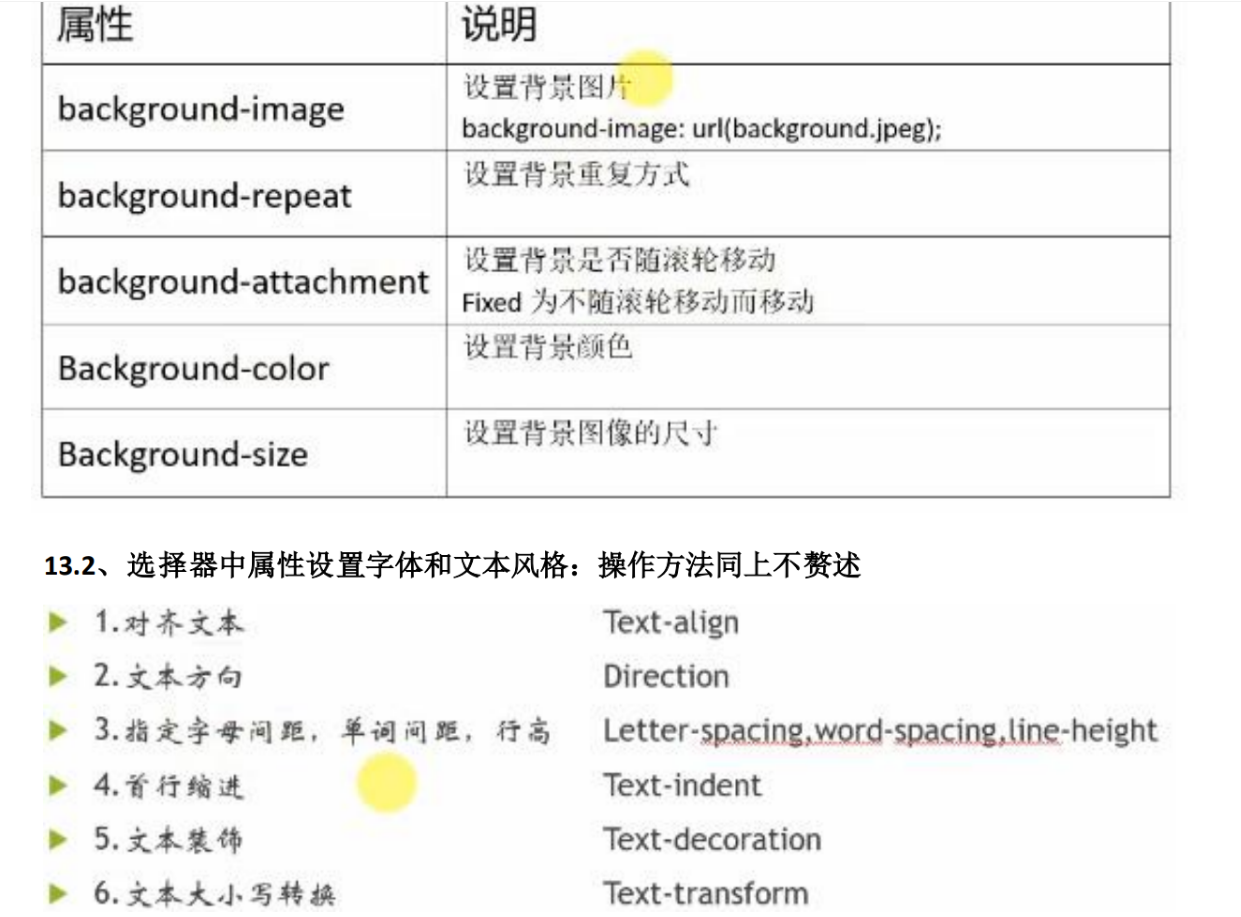 属性 说明
background-image 设置背景图片
background-image: url(background.jpeg);
background-repeat 设置背景重复方式
background-attachment 设置背景是否随滚轮移动
Fixed 为不随滚轮移动而移动
Background-color 设置背景颜色
Background-size 设置背景图像的尺寸
13.2、选择器中属性设置字体和文本风格：操作方法同上不赘述
1.对齐文本 Text-align
2.文本方向 Direction
3.指定字母间距，单词间距，行高 Letter-spacing,word-spacing,line-height
4.首行缩进 Text-indent
5.文本装饰 Text-decoration
6.文本大小写转换 Text-transform